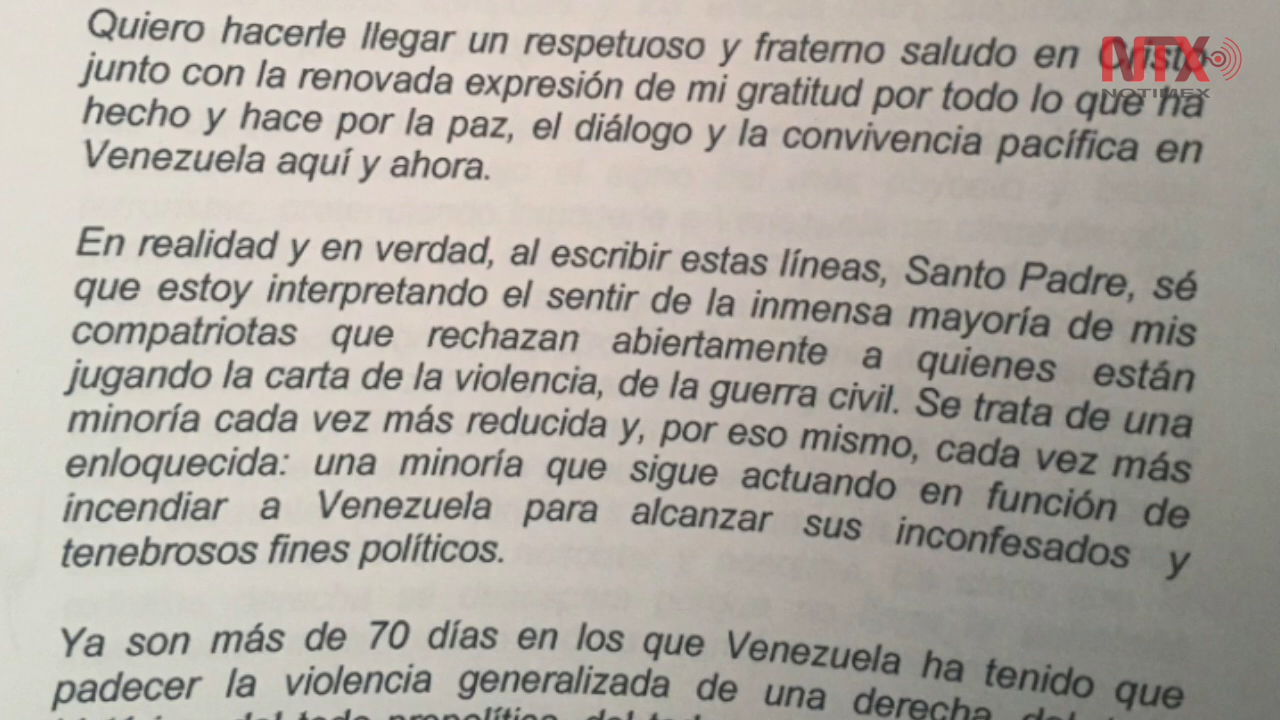 Quiero hacerle llegar un respetuoso y fraterno saludo en Cristo
junto con la renovada expresión de mi gratitud por todo lo que ha
hecho y hace por la paz, el diálogo y la convivencia pacífica en
Venezuela aquí y ahora.
En realidad y en verdad, al escribir estas líneas, Santo Padre, sé
que estoy interpretando el sentir de la inmensa mayoría de mis
compatriotas que rechazan abiertamente a quienes están
jugando la carta de la violencia, de la guerra civil. Se trata de una
minoría cada vez más reducida y, por eso mismo, cada vez más
enloquecida: una minoría que sigue actuando en función de
incendiar a Venezuela para alcanzar sus inconfesados y
tenebrosos fines políticos.
Ya son más de 70 días en los que Venezuela ha tenido que
padecer la violencia generalizada de una derecha
NTX
NOTIMEX